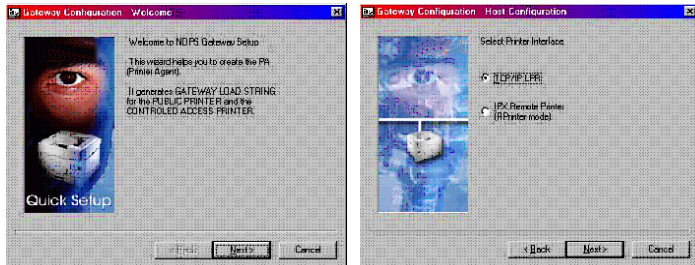 Gateway Configuration - Welcome
Welcome to NDPS Gateway Setup
This wizard helps you to create the PA
(Printer Agent).
It generates GATEWAY LOAD STRING
for the PUBLIC PRINTER and the
CONTROLED ACCESS PRINTER.
Quick Setup
< Back
Next >
Cancel
Gateway Configuration - Host Configuration
Select Printer Interface
TCP/IP LPR
IPX Remote Printer
(RPrinter mode)
< Back
Next >
Cancel